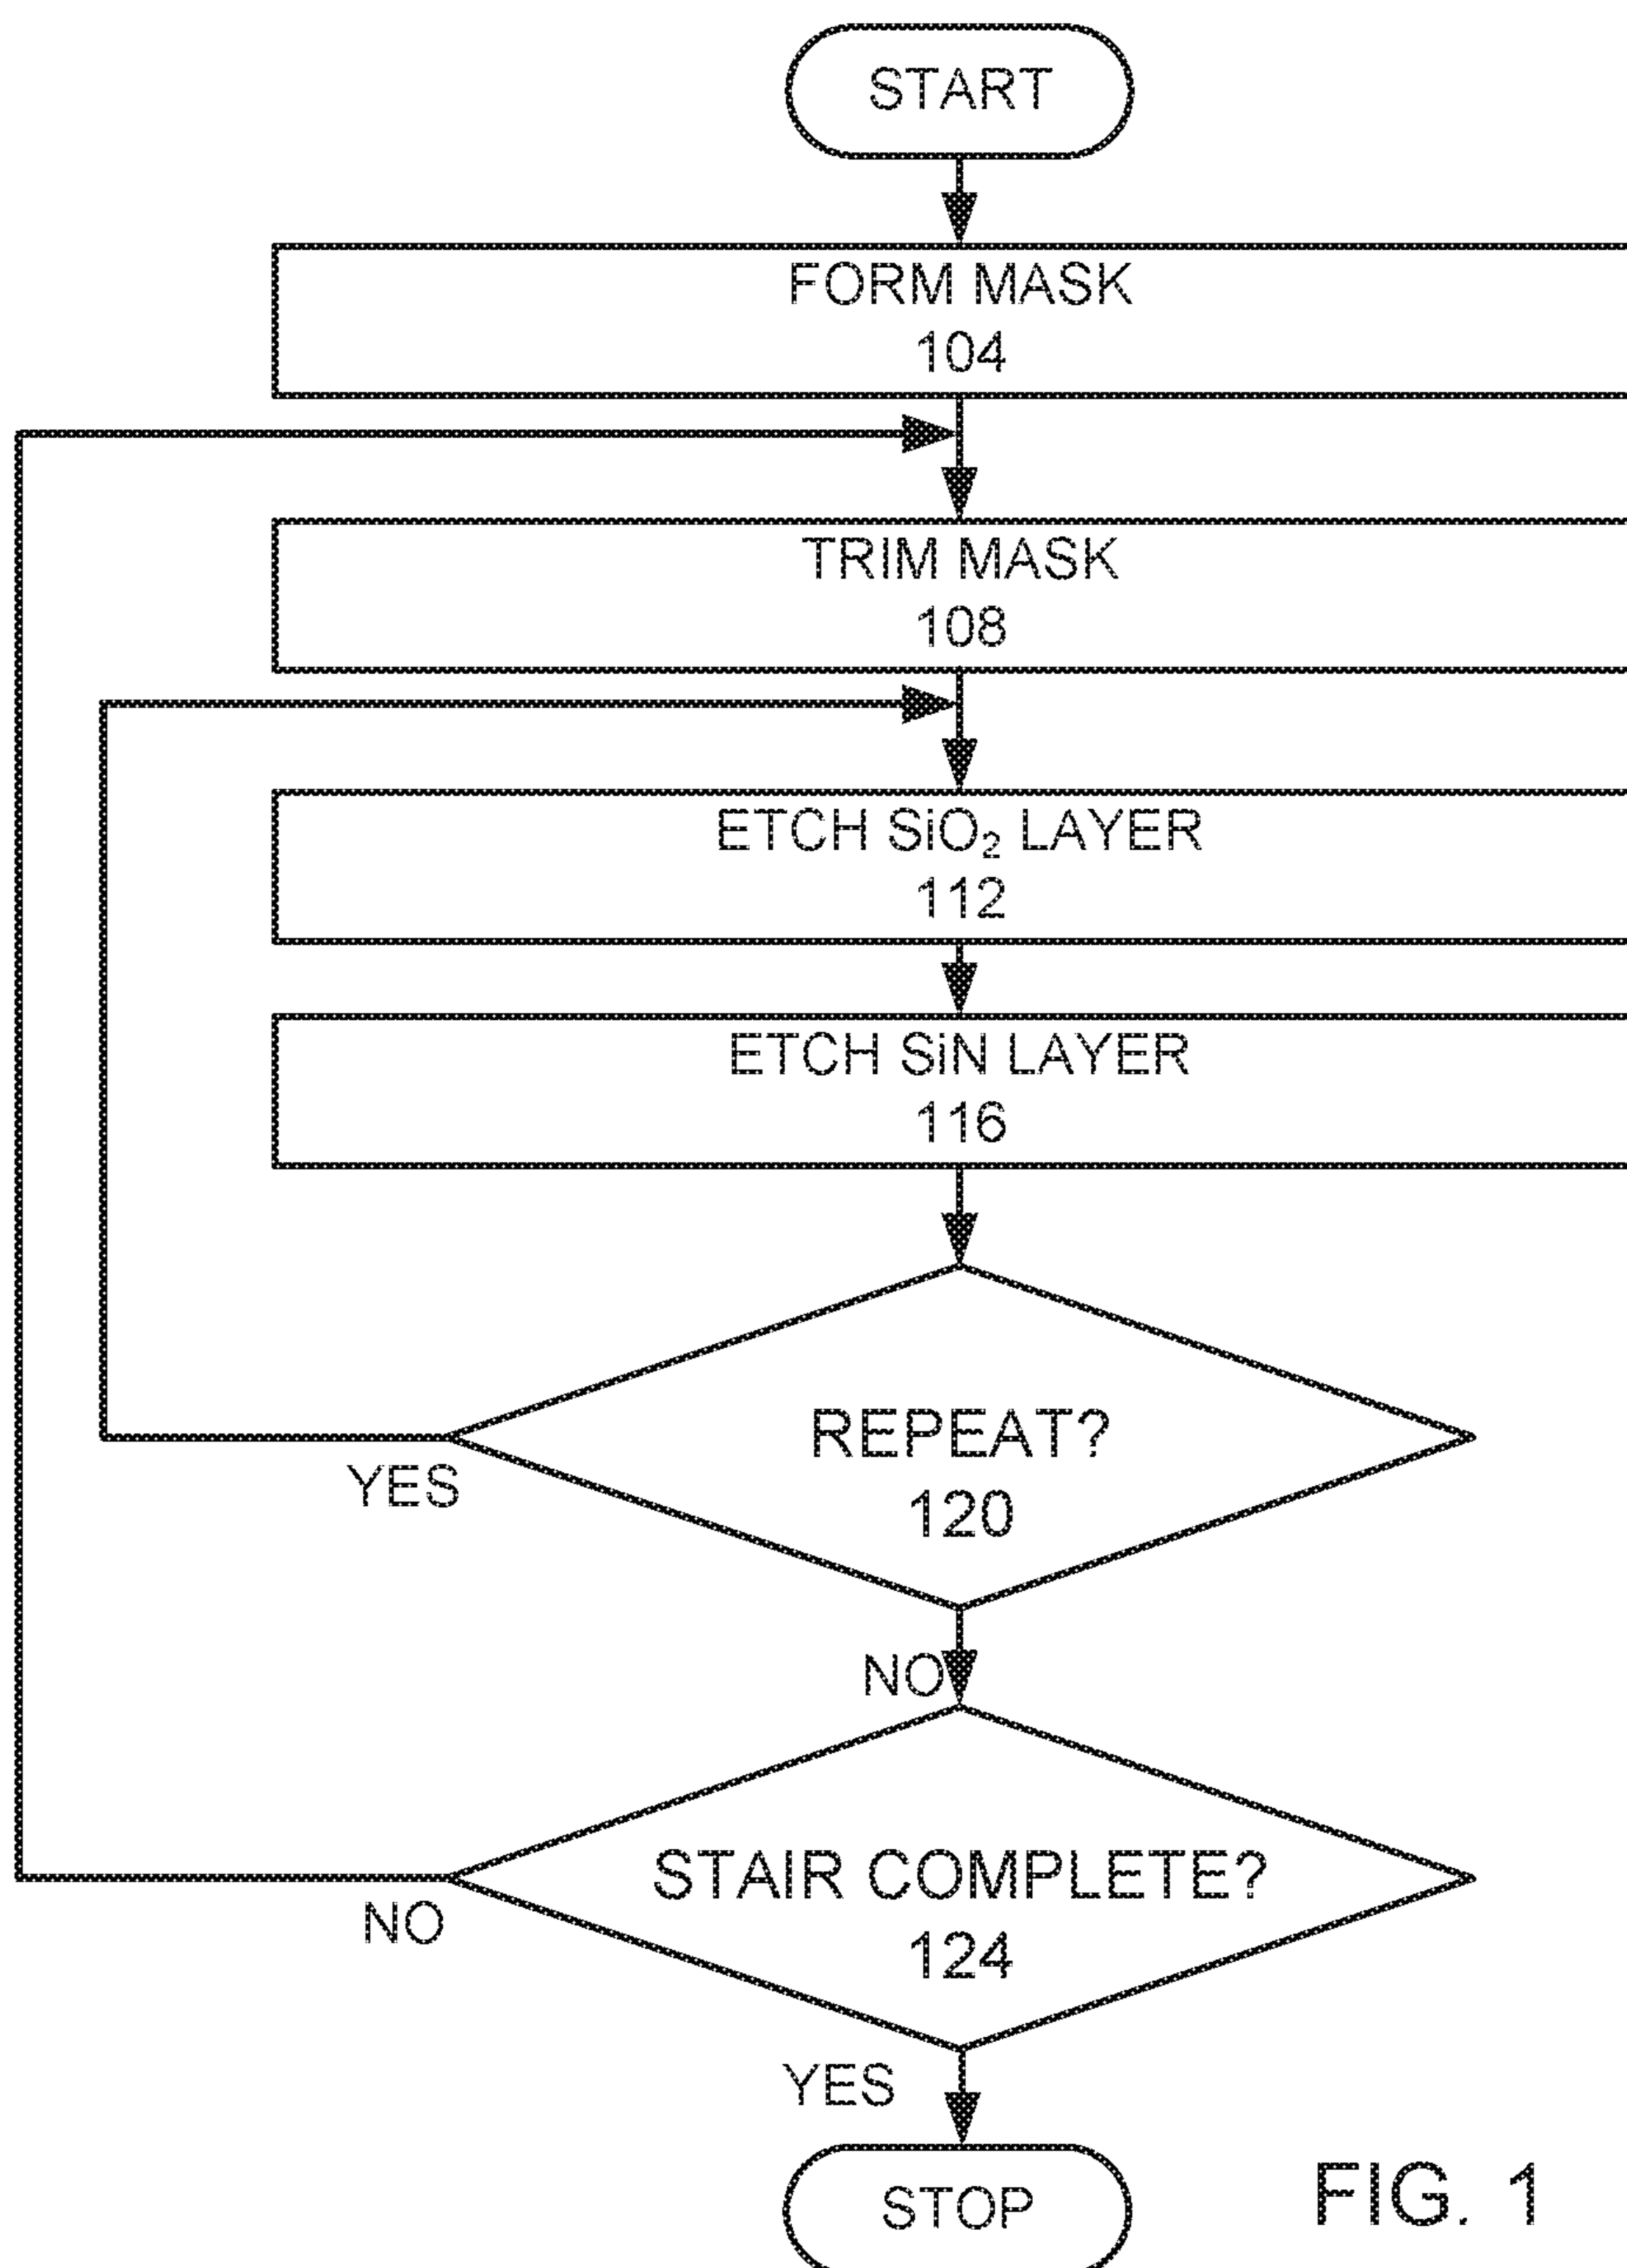 START
FORM MASK
104
TRIM MASK
108
ETCH SiO₂ LAYER
112
ETCH SiN LAYER
116
REPEAT?
120
YES
NO
STAIR COMPLETE?
124
NO
YES
STOP
FIG. 1